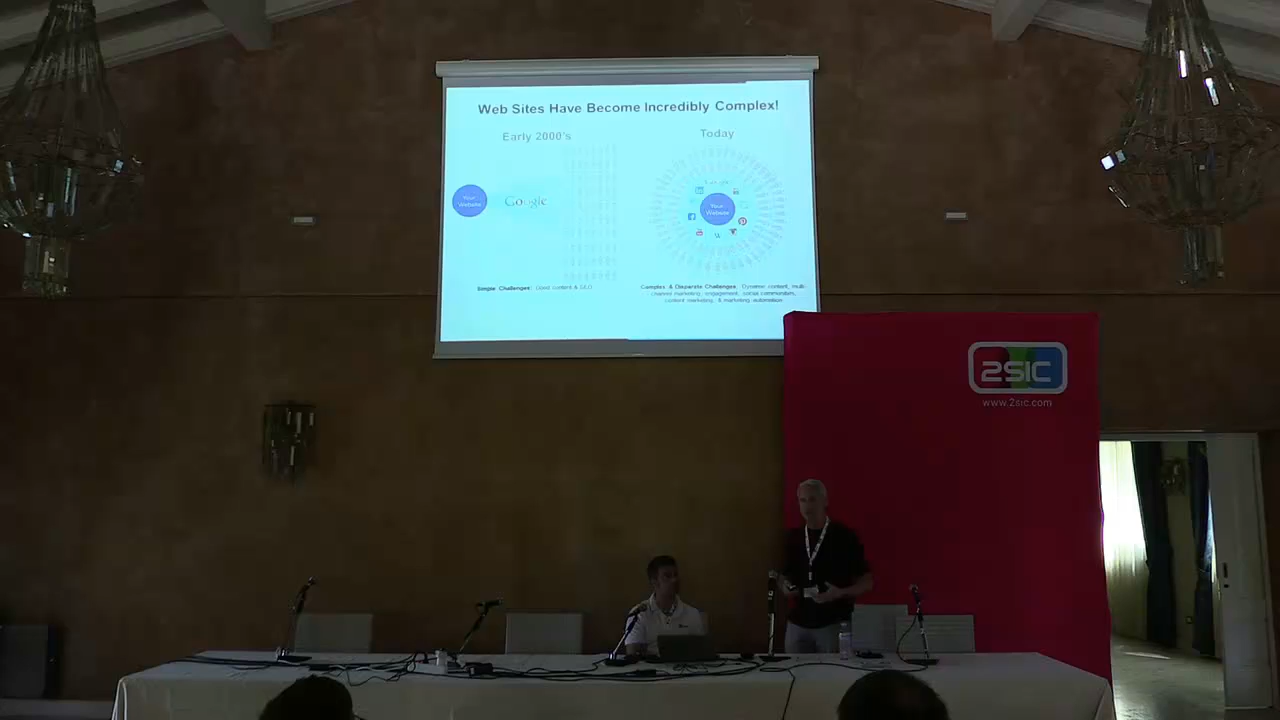 Web Sites Have Become Incredibly Complex!
Early 2000's
Today
Your
Website
Google
Your
Website
W
Simple Challenges: Good content & SEO
Complex & Disparate Challenges: Dynamic content, multi-
channel marketing, engagement, social communities,
content marketing, & marketing automation
2SIC
www.2sic.com